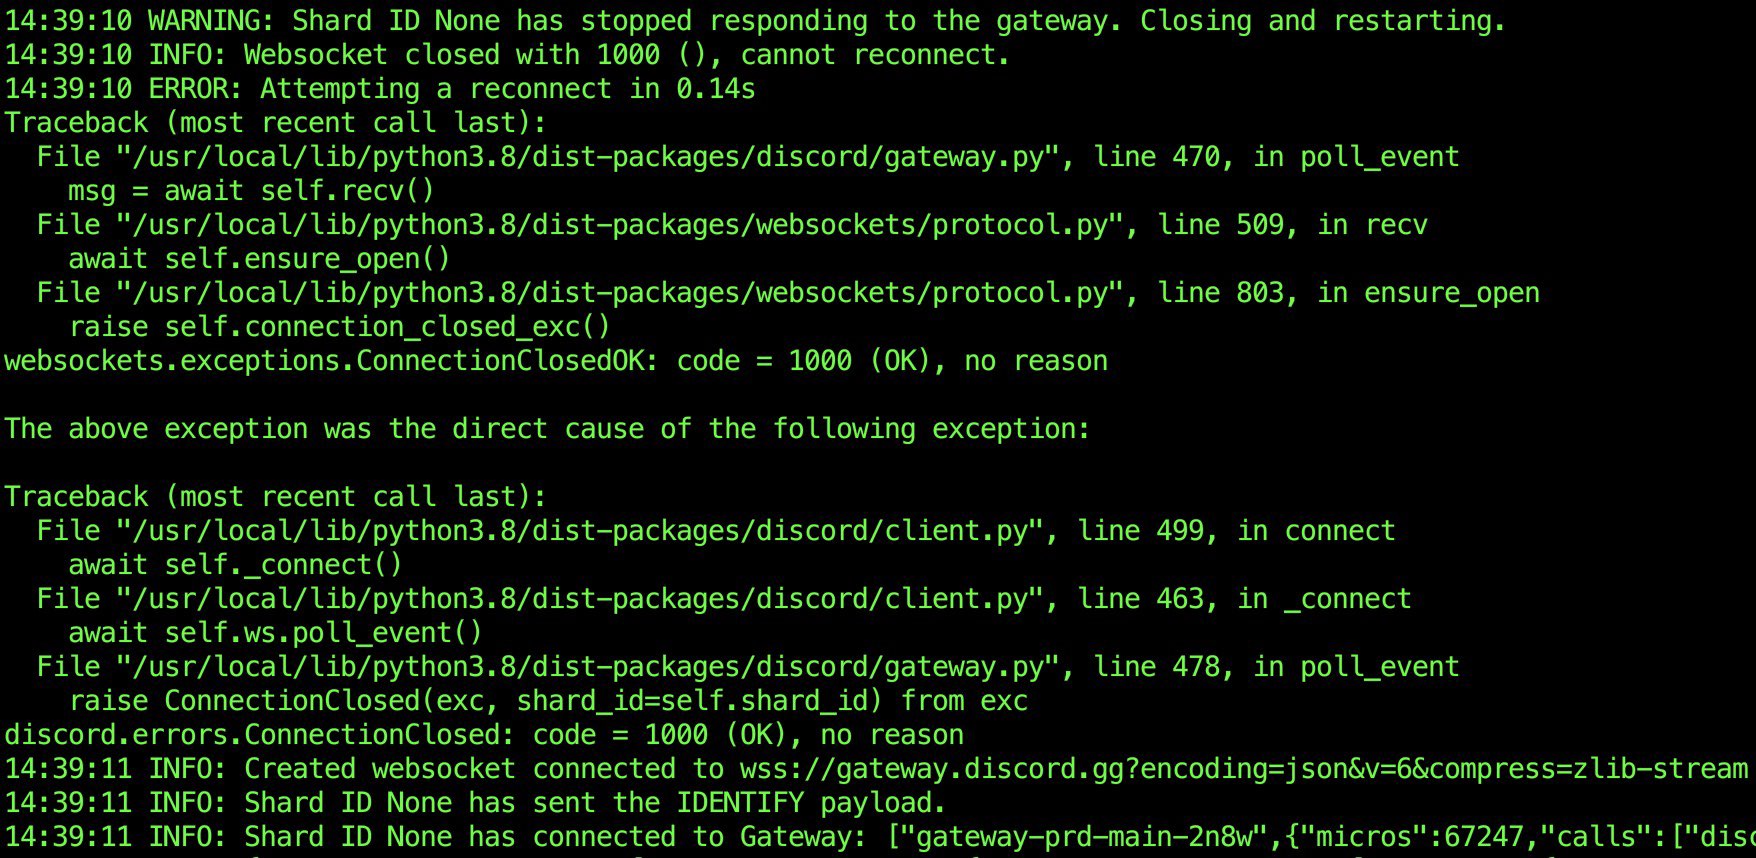 14:39:10 WARNING: Shard ID None has stopped responding to the gateway. Closing and restarting.
14:39:10 INFO: Websocket closed with 1000 (), cannot reconnect.
14:39:10 ERROR: Attempting a reconnect in 0.14s
Traceback (most recent call last):
  File "/usr/local/lib/python3.8/dist-packages/discord/gateway.py", line 470, in poll_event
    msg = await self.recv()
  File "/usr/local/lib/python3.8/dist-packages/websockets/protocol.py", line 509, in recv
    await self.ensure_open()
  File "/usr/local/lib/python3.8/dist-packages/websockets/protocol.py", line 803, in ensure_open
    raise self.connection_closed_exc()
websockets.exceptions.ConnectionClosedOK: code = 1000 (OK), no reason

The above exception was the direct cause of the following exception:

Traceback (most recent call last):
  File "/usr/local/lib/python3.8/dist-packages/discord/client.py", line 499, in connect
    await self._connect()
  File "/usr/local/lib/python3.8/dist-packages/discord/client.py", line 463, in _connect
    await self.ws.poll_event()
  File "/usr/local/lib/python3.8/dist-packages/discord/gateway.py", line 478, in poll_event
    raise ConnectionClosed(exc, shard_id=self.shard_id) from exc
discord.errors.ConnectionClosed: code = 1000 (OK), no reason
14:39:11 INFO: Created websocket connected to wss://gateway.discord.gg?encoding=json&v=6&compress=zlib-stream
14:39:11 INFO: Shard ID None has sent the IDENTIFY payload.
14:39:11 INFO: Shard ID None has connected to Gateway: ["gateway-prd-main-2n8w",{"micros":67247,"calls":["disc